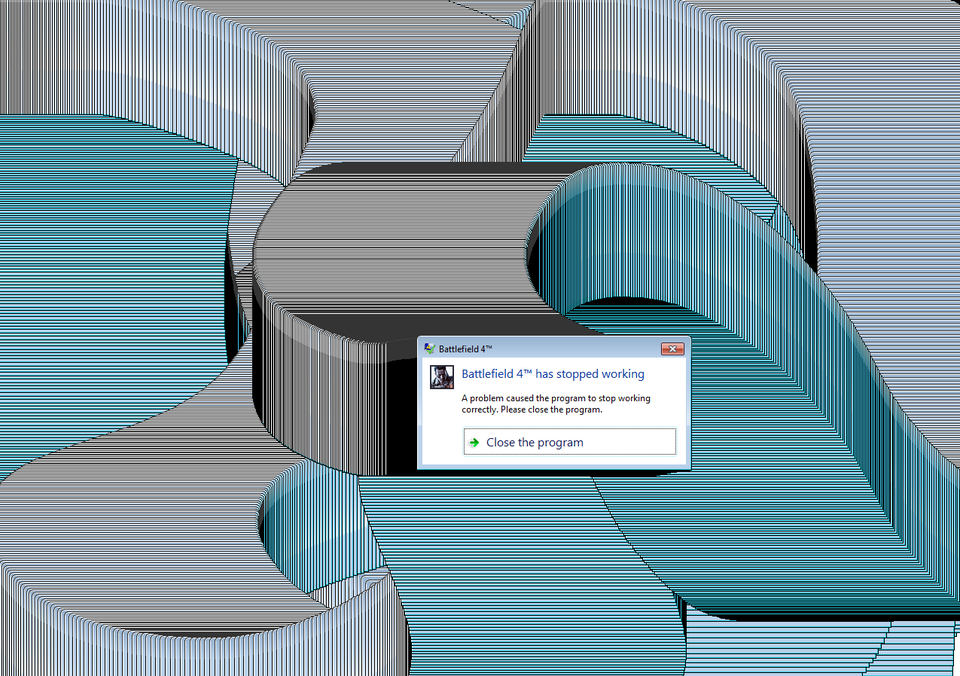 Battlefield 4™
Battlefield 4™ has stopped working
A problem caused the program to stop working
correctly. Please close the program.
Close the program